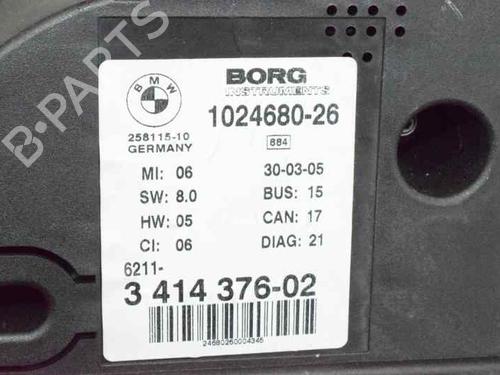 B-PARTS
BMW
BORG
INSTRUMENTS
258115-10
GERMANY
1024680-26
884
MI: 06
30-03-05
SW: 8.0
BUS: 15
HW: 05
CAN: 17
CI: 06
DIAG: 21
6211-
3 414 376-02
24680260004345